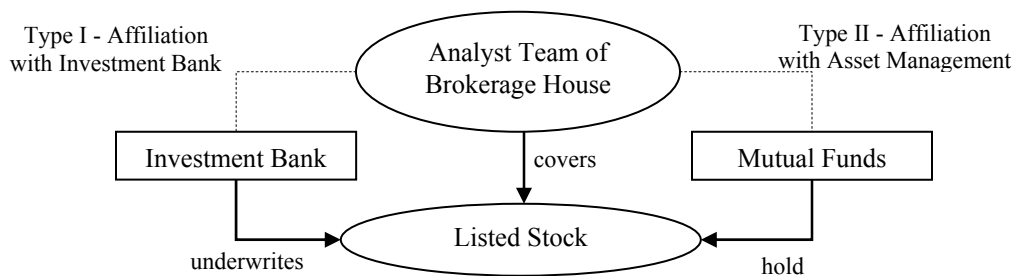 Type I - Affiliation
with Investment Bank
Analyst Team of
Brokerage House
Type II - Affiliation
with Asset Management
Investment Bank
covers
Mutual Funds
Listed Stock
underwrites
hold